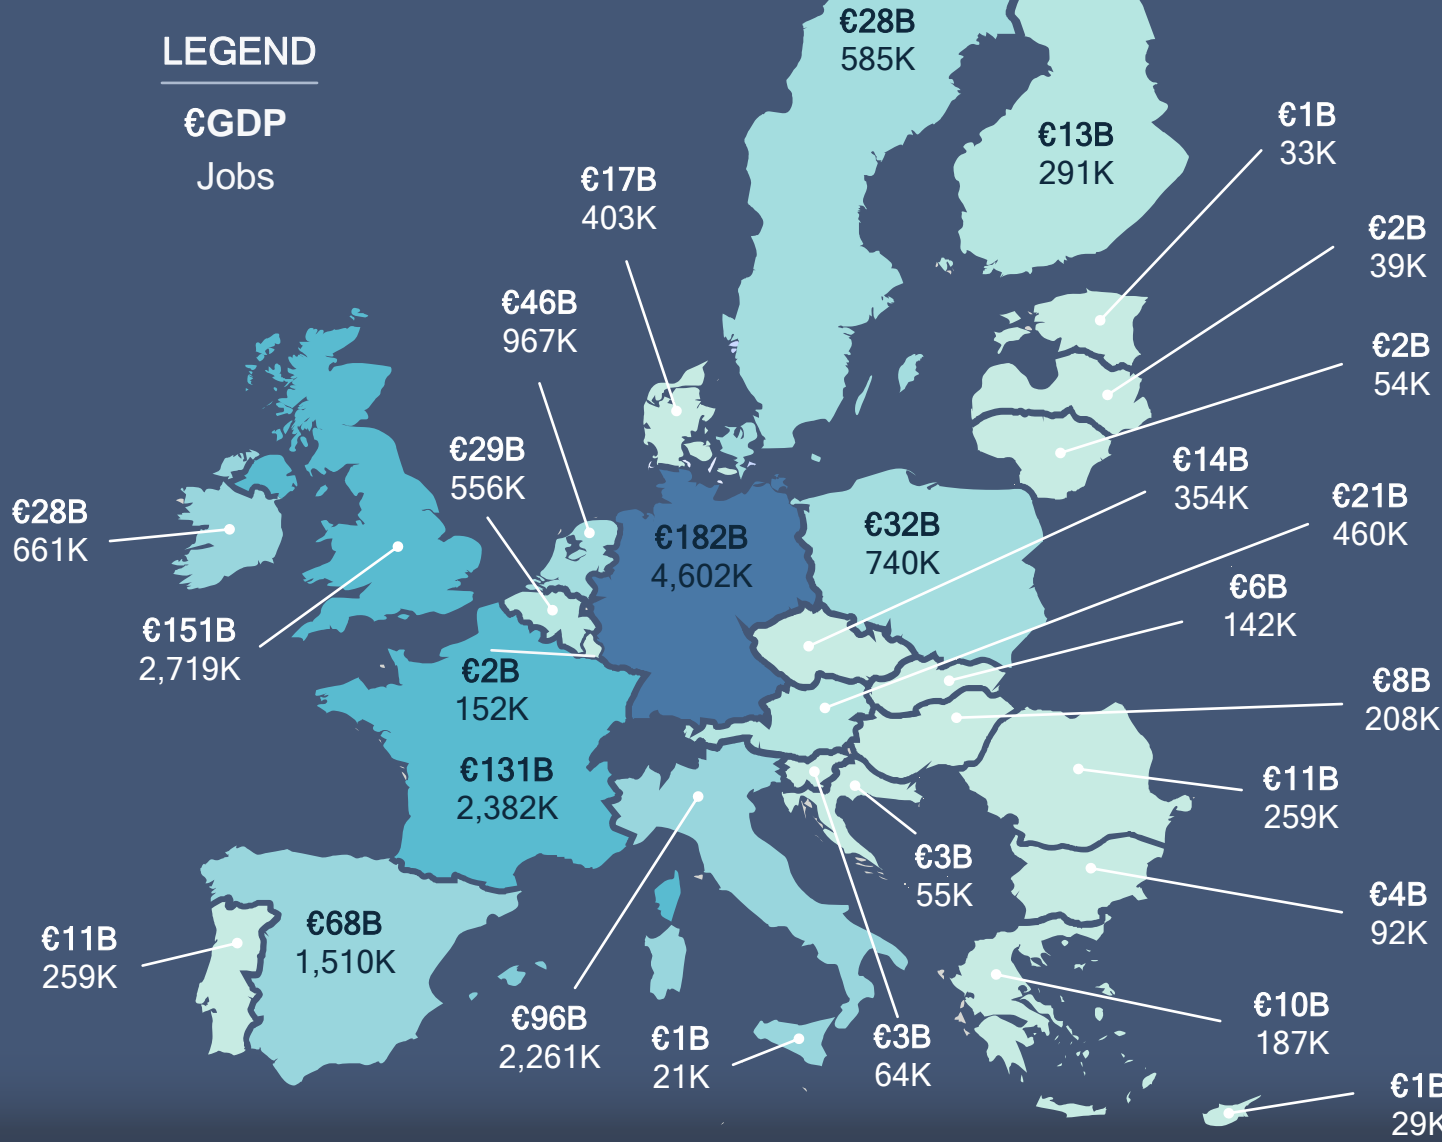 LEGEND
€GDP
Jobs
€28B
585K
€13B
291K
€1B
33K
€17B
403K
€2B
39K
€46B
967K
€2B
54K
€29B
556K
€14B
354K
€21B
460K
€28B
661K
€182B
4,602K
€32B
740K
€6B
142K
€151B
2,719K
€2B
152K
€8B
208K
€131B
2,382K
€11B
259K
€3B
55K
€4B
92K
€11B
259K
€68B
1,510K
€96B
2,261K
€1B
21K
€3B
64K
€10B
187K
€1B
29K